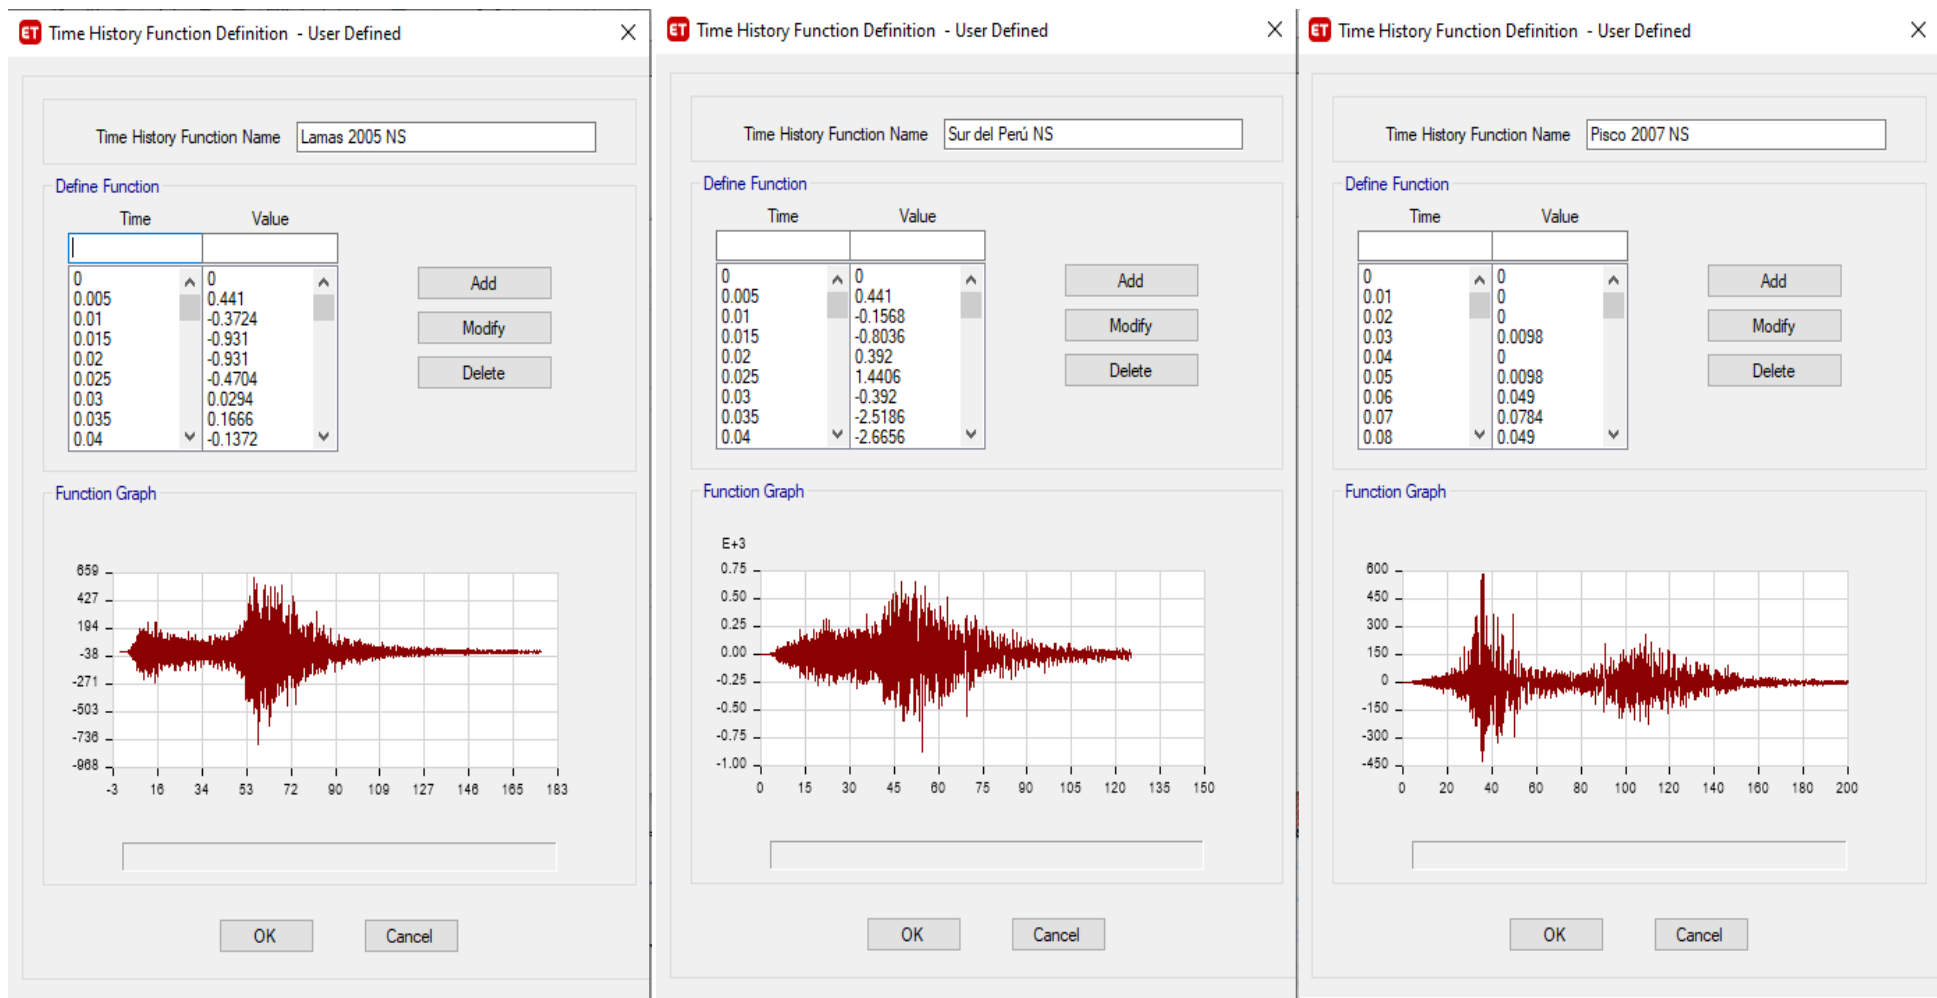 ET Time History Function Definition - User Defined
Time History Function Name Lamas 2005 NS
Define Function
Time Value
0 0
0.005 0.441
0.01 -0.3724
0.015 -0.931
0.02 -0.931
0.025 -0.4704
0.03 0.0294
0.035 0.1666
0.04 -0.1372
Add
Modify
Delete
Function Graph
659
427
194
-38
-271
-503
-736
-968
-3 16 34 53 72 90 109 127 146 165 183
OK Cancel
ET Time History Function Definition - User Defined
Time History Function Name Sur del Perú NS
Define Function
Time Value
0 0
0.005 0.441
0.01 -0.1568
0.015 -0.8036
0.02 0.392
0.025 1.4406
0.03 -0.392
0.035 -2.5186
0.04 -2.6656
Add
Modify
Delete
Function Graph
E+3
0.75
0.50
0.25
0.00
-0.25
-0.50
-0.75
-1.00
0 15 30 45 60 75 90 105 120 135 150
OK Cancel
ET Time History Function Definition - User Defined
Time History Function Name Pisco 2007 NS
Define Function
Time Value
0 0
0.01 0
0.02 0
0.03 0.0098
0.04 0
0.05 0.0098
0.06 0.049
0.07 0.0784
0.08 0.049
Add
Modify
Delete
Function Graph
600
450
300
150
0
-150
-300
-450
0 20 40 60 80 100 120 140 160 180 200
OK Cancel